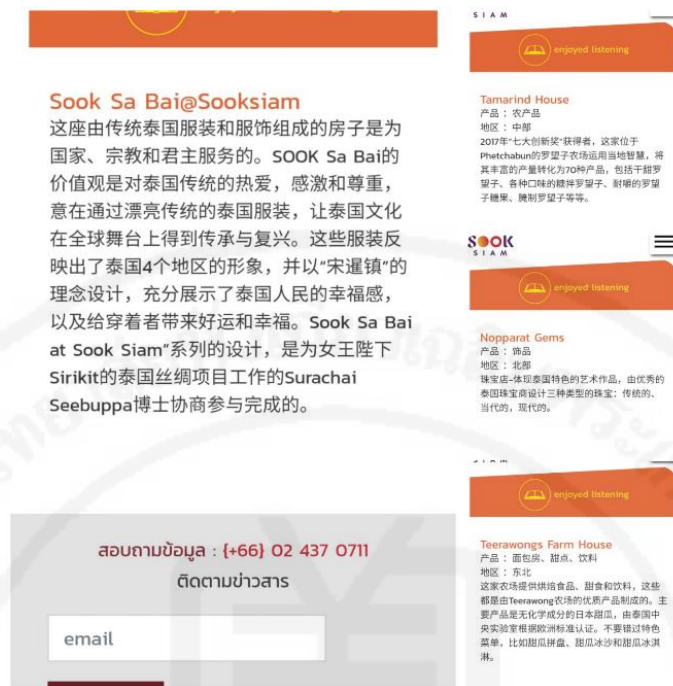 Sook Sa Bai@Sooksiam
这座由传统泰国服装和服饰组成的房子是为
国家、宗教和君主服务的。SOOK Sa Bai的
价值观是对泰国传统的热爱，感激和尊重，
意在通过漂亮传统的泰国服装，让泰国文化
在全球舞台上得到传承与复兴。这些服装反
映出了泰国4个地区的形象，并以“宋暹镇”的
理念设计，充分展示了泰国人民的幸福感，
以及给穿着者带来好运和幸福。Sook Sa Bai
at Sook Siam”系列的设计，是为女王陛下
Sirikit的泰国丝绸项目工作的Surachai
Seebuppa博士协商参与完成的。
สอบถามข้อมูล : {+66} 02 437 0711
ติดตามข่าวสาร
email
SIAM
enjoyed listening
Tamarind House
产品：农产品
地区：中部
2017年“七大创新奖”获得者，这家位于
Phetchabun的罗望子农场运用当地智慧，将
其丰富的产量转化为70种产品，包括干甜罗
望子、各种口味的糖拌罗望子、耐嚼的罗望
子糖果、腌制罗望子等等。
SOOK
SIAM
enjoyed listening
Nopparat Gems
产品：饰品
地区：北部
珠宝店-体现泰国特色的艺术作品，由优秀的
泰国珠宝商设计三种类型的珠宝：传统的、
当代的，现代的。
enjoyed listening
Teerawongs Farm House
产品：面包房、甜点、饮料
地区：东北
这家农场提供烘焙食品、甜食和饮料，这些
都是由Teerawong农场的优质产品制成的。主
要产品是无化学成分的日本甜瓜，由泰国中
央实验室根据欧洲标准认证。不要错过特色
菜单，比如甜瓜拼盘、甜瓜冰沙和甜瓜冰淇
淋。